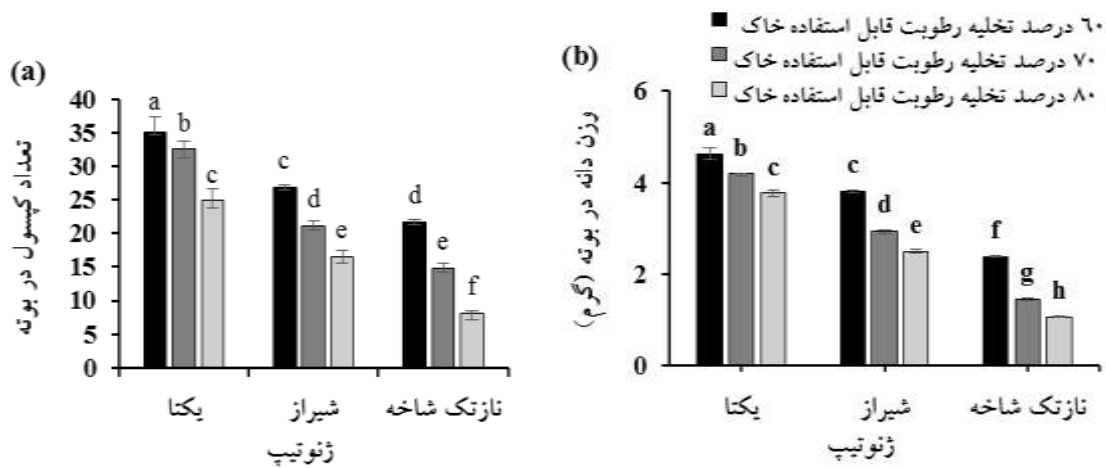 ۶۰ درصد تخلیه رطوبت قابل استفاده خاک
۷۰ درصد تخلیه رطوبت قابل استفاده خاک
۸۰ درصد تخلیه رطوبت قابل استفاده خاک
(a)
تعداد کپسول در بوته
40
35
30
25
20
15
10
5
0
a
b
c
c
d
e
d
e
f
یکتا
شیراز
نازتک شاخه
ژنوتیپ
(b)
وزن دانه در بوته (گرم)
6
4
2
0
a
b
c
c
d
e
f
g
h
یکتا
شیراز
نازتک شاخه
ژنوتیپ